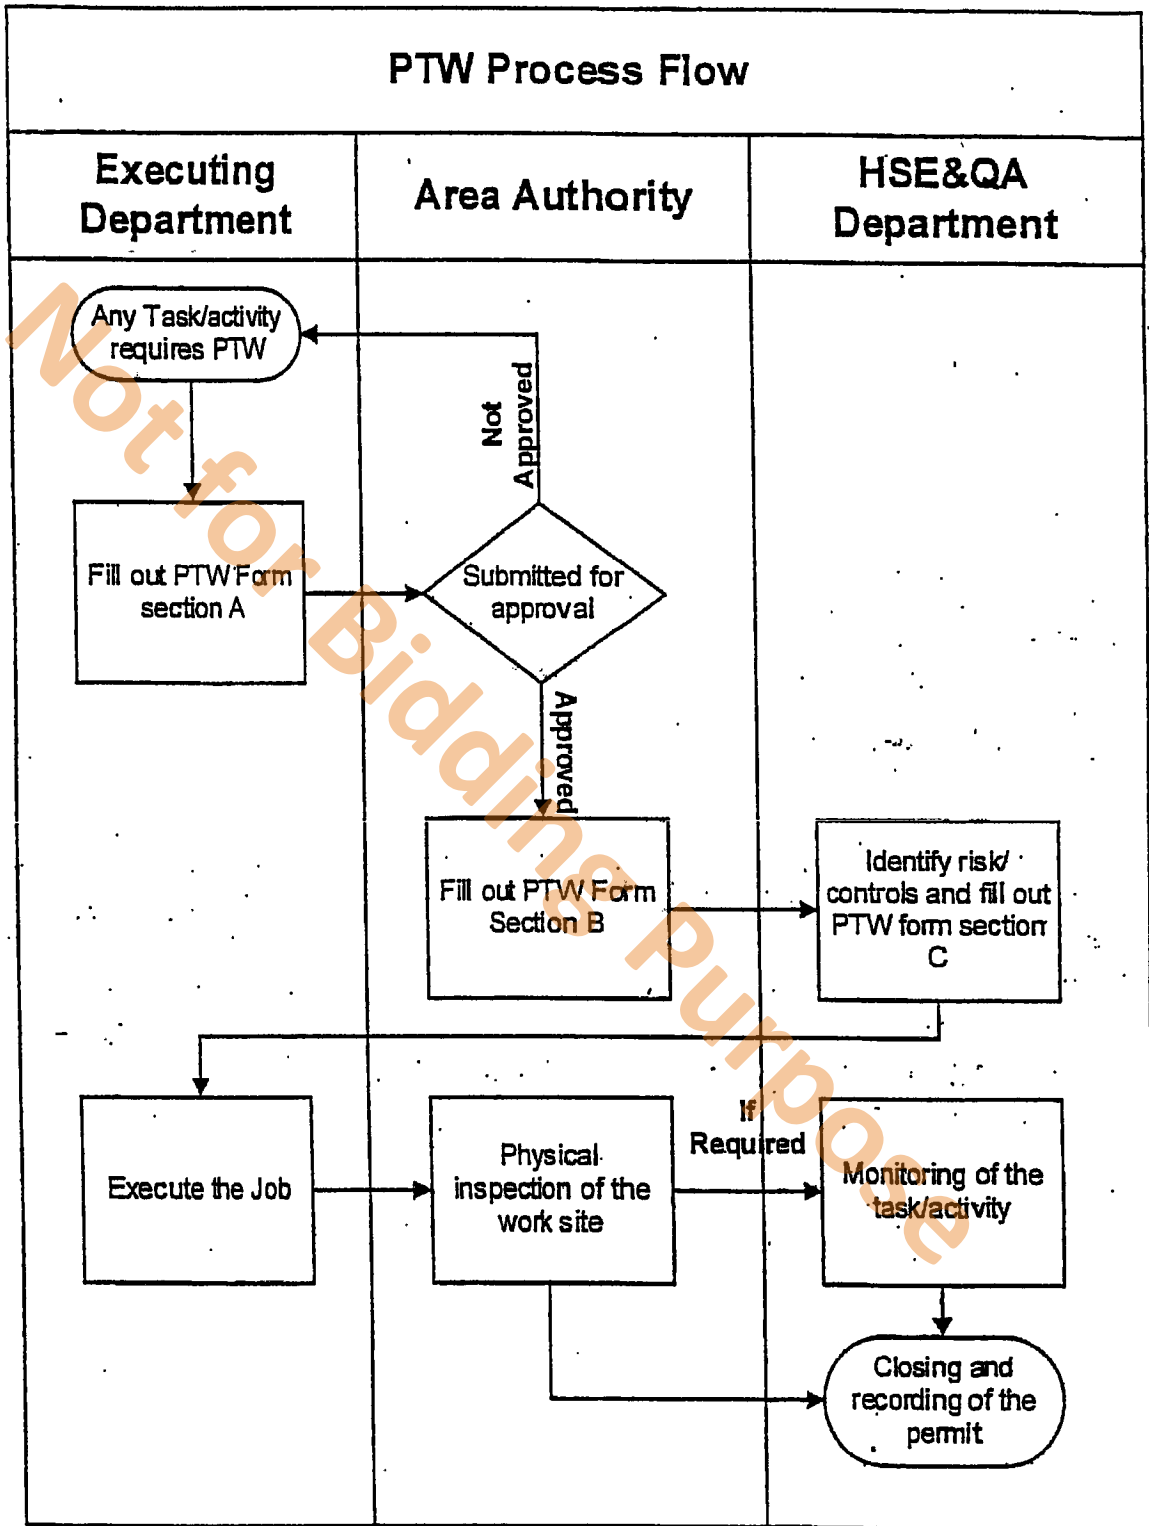 PTW Process Flow
Executing
Department
Area Authority
HSE&QA
Department
Any Task/activity
requires PTW
Not
Approved
Fill out PTW Form
section A
Submitted for
approval
Approved
Fill out PTW Form
Section B
Identify risk/
controls and fill out
PTW form section
C
Execute the Job
Physical
inspection of the
work site
If
Required
Monitoring of the
task/activity
Closing and
recording of the
permit
Not for Bidding Purpose